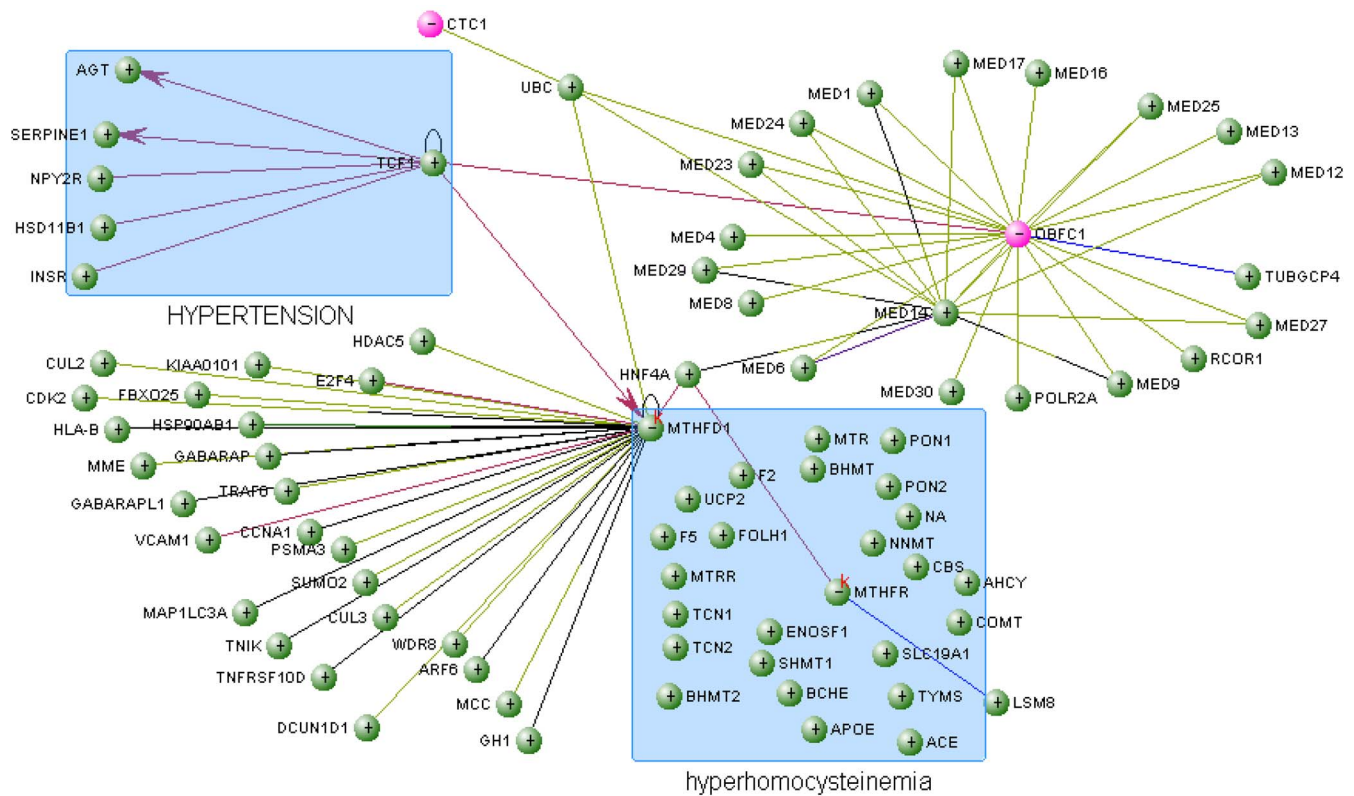 CTC1
AGT
UBC
MED17
MED16
MED1
MED25
MED24
MED13
SERPINE1
TCF1
MED23
MED12
NPY2R
HSD11B1
OBFC1
MED4
MED29
INSR
TUBGCP4
MED8
MED14
HYPERTENSION
MED27
HDAC5
RCOR1
CUL2
KIAA0101
E2F4
HNF4A
MED6
MED9
MED30
POLR2A
CDK2
FBXO25
k
HLA-B
HSP90AB1
MTHFD1
MTR
PON1
MME
GABARAP
BHMT
F2
PON2
GABARAPL1
TRAF6
UCP2
NA
VCAM1
CCNA1
PSMA3
F5
FOLH1
NNMT
CBS
SUMO2
MTRR
k
MTHFR
AHCY
MAP1LC3A
CUL3
TCN1
COMT
TNIK
WDR8
ENOSF1
TCN2
SLC19A1
ARF6
SHMT1
TNFRSF10D
BHMT2
BCHE
TYMS
LSM8
MCC
DCUN1D1
APOE
GH1
ACE
hyperhomocysteinemia